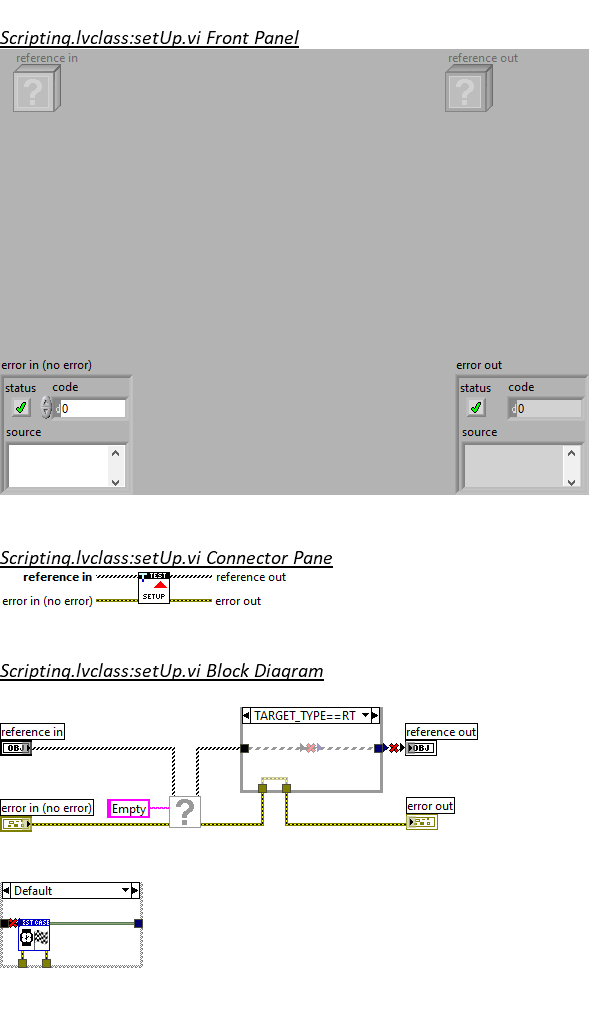 Scripting.lvclass:setUp.vi Front Panel
reference in reference out
?
?
error in (no error) error out
status code status code
d 0 d 0
source source
Scripting.lvclass:setUp.vi Connector Pane
reference in TEST reference out
error in (no error) SETUP error out
Scripting.lvclass:setUp.vi Block Diagram
TARGET_TYPE==RT
reference in reference out
OBJ OBJ
error in (no error) Empty ? error out
Default
EST CASE